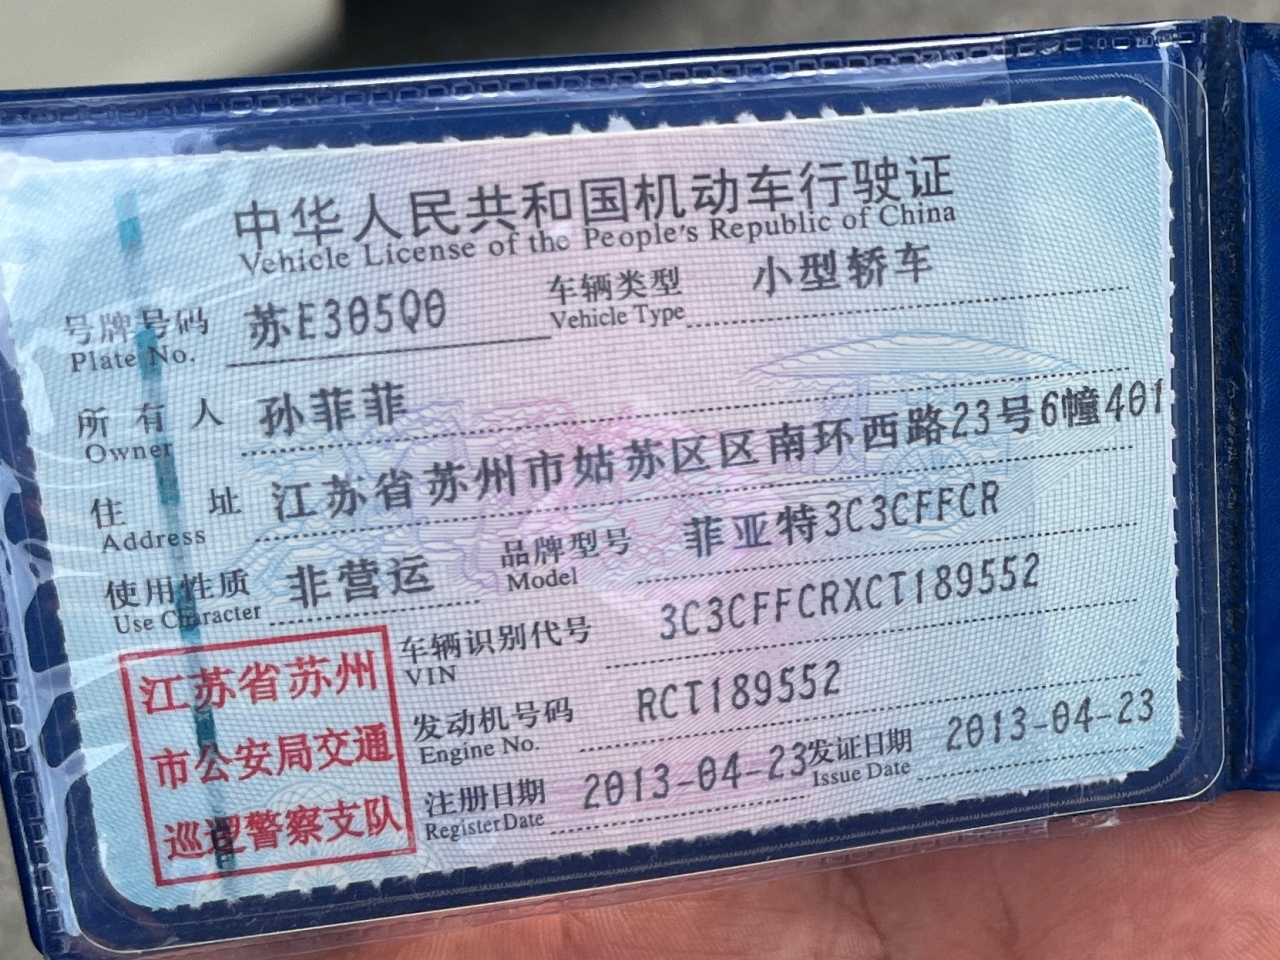 中华人民共和国机动车行驶证
Vehicle License of the People's Republic of China
号牌号码 苏E305Q0 车辆类型 小型轿车
Plate No. Vehicle Type
所有人 孙菲菲
Owner
住址 江苏省苏州市姑苏区区南环西路23号6幢401
Address
使用性质 非营运 品牌型号 菲亚特3C3CFFCR
Use Character Model
车辆识别代号 3C3CFFCRXCT189552
VIN
发动机号码 RCT189552
Engine No.
注册日期 2013-04-23 发证日期 2013-04-23
Register Date Issue Date
江苏省苏州
市公安局交通
巡逻警察支队